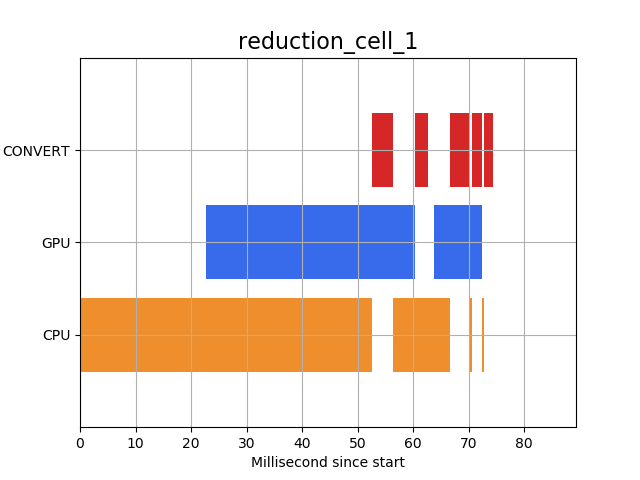 reduction_cell_1
CONVERT
GPU
CPU
0 10 20 30 40 50 60 70 80
Millisecond since start